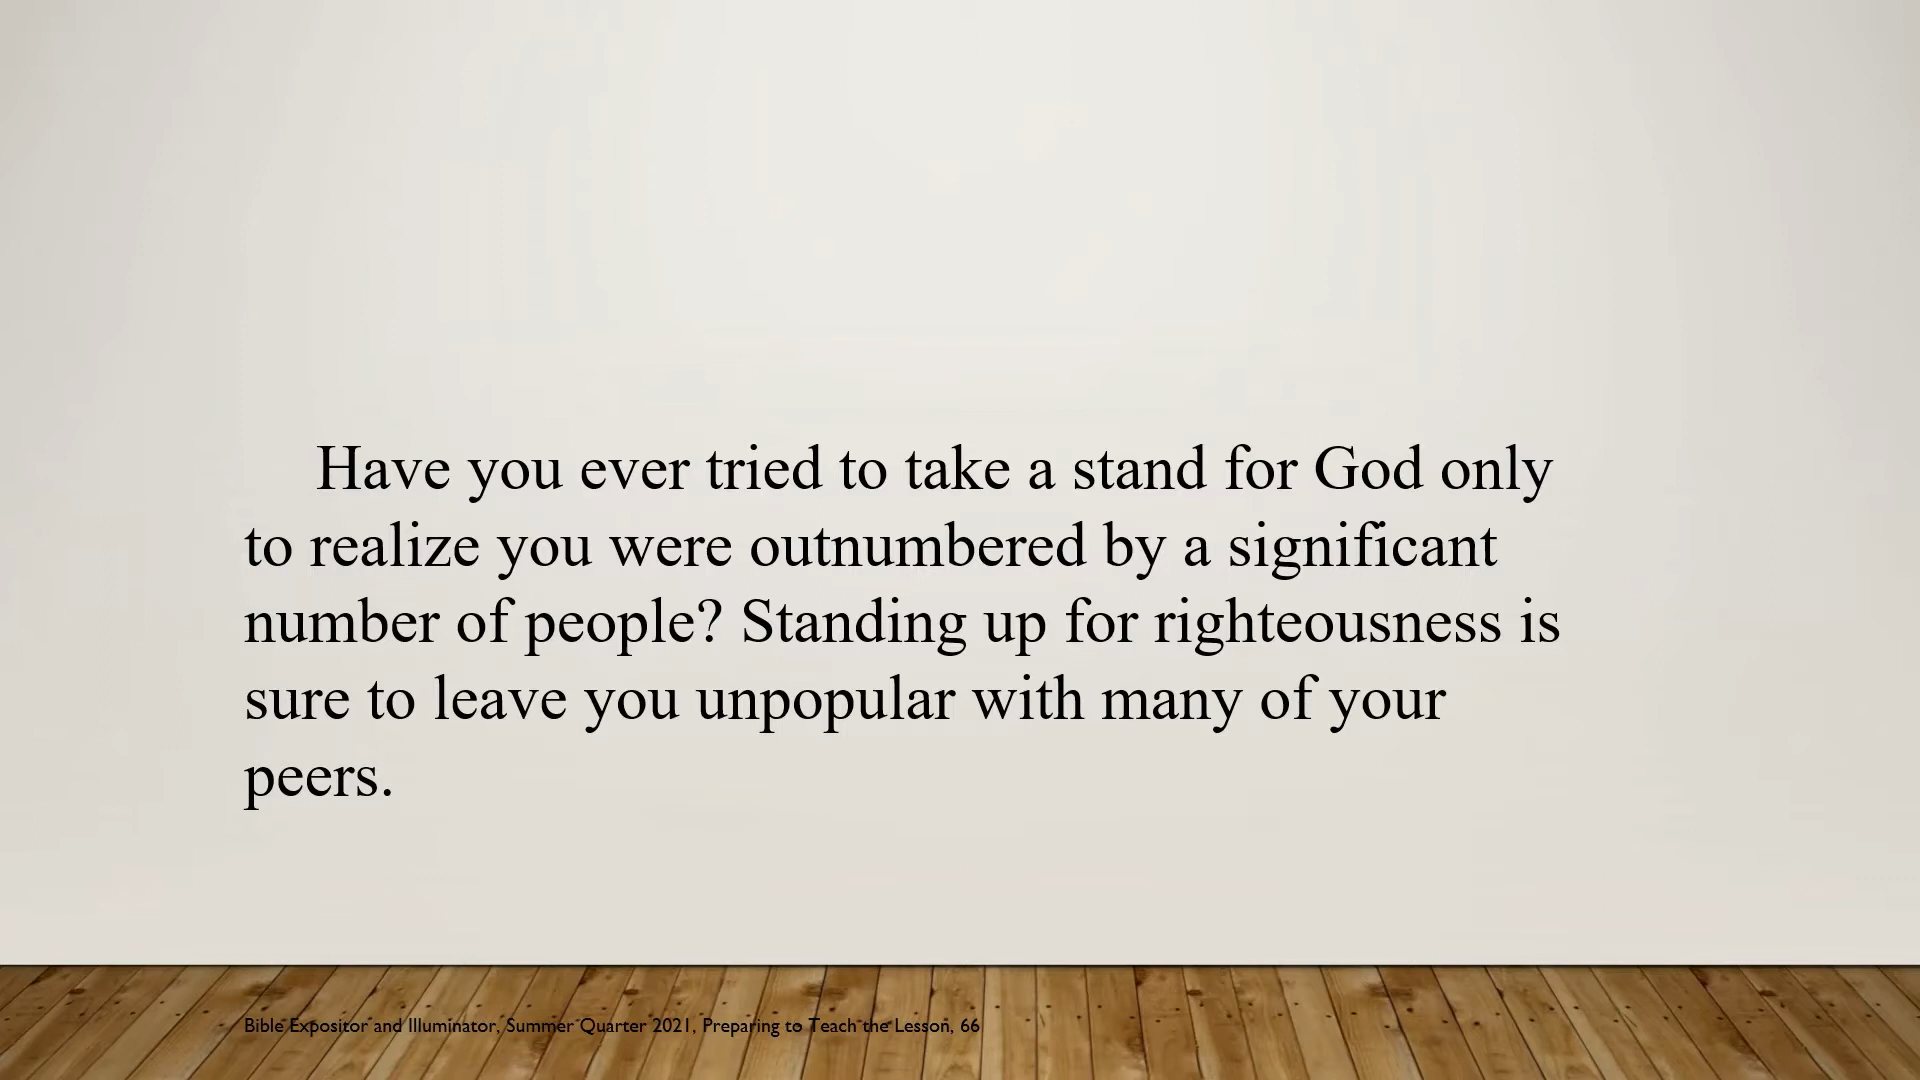 Have you ever tried to take a stand for God only
to realize you were outnumbered by a significant
number of people? Standing up for righteousness is
sure to leave you unpopular with many of your
peers.
Bible Expositor and Illuminator, Summer Quarter 2021, Preparing to Teach the Lesson, 66